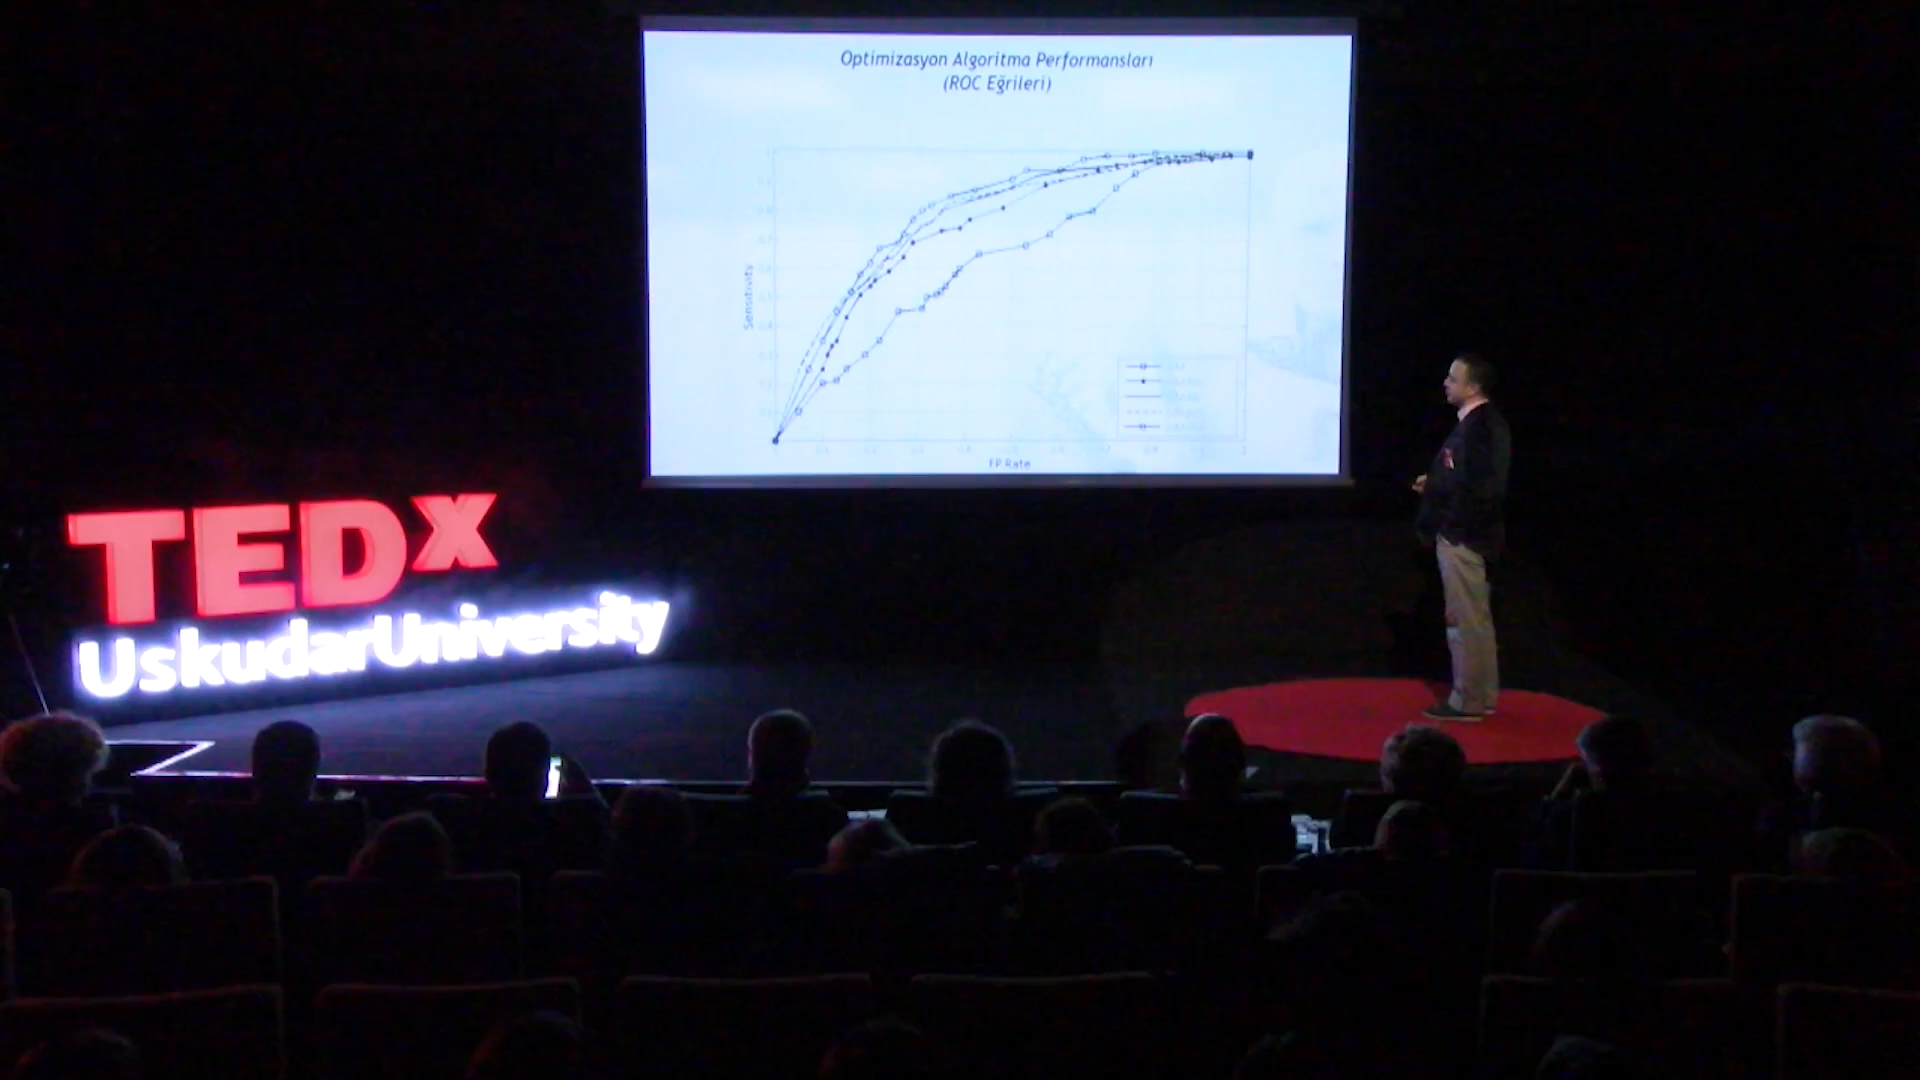 Optimizasyon Algoritma Performansları
(ROC Eğrileri)
Sensitivity
FP Rate
TEDx
UskudarUniversity